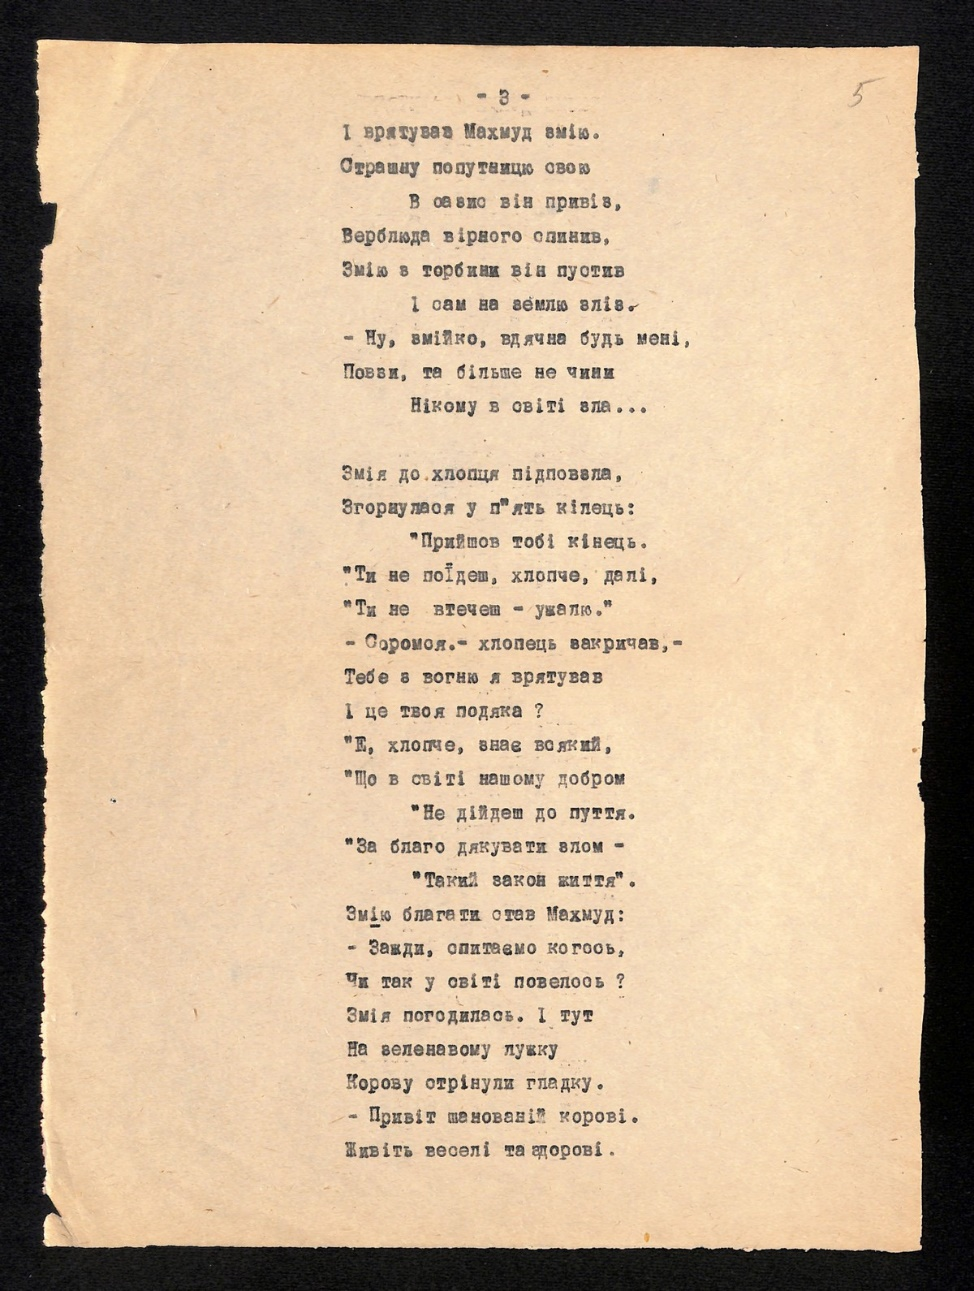 - 3 -
5
І врятував Махмуд змію.
Страшну попутницю свою
В оазис він привіз,
Верблюда вірного спинив,
Змію з торбини він пустив
І сам на землю зліз.
- Ну, змійко, вдячна будь мені,
Повзи, та більше не чини
Нікому в світі зла...
Змія до хлопця підповзла,
Згорнулася у п"ять кілець:
"Прийшов тобі кінець.
"Ти не поїдеш, хлопче, далі,
"Ти не втечеш - ужалю."
- Соромся.- хлопець закричав,-
Тебе з вогню я врятував
І це твоя подяка ?
"Е, хлопче, знає всякий,
"Що в світі нашому добром
"Не дійдеш до пуття.
"За благо дякувати злом -
"Такий закон життя".
Змію благати став Махмуд:
- Зажди, спитаємо когось,
Чи так у світі повелось ?
Змія погодилась. І тут
На зеленавому лужку
Корову стрінули гладку.
- Привіт шанованій корові.
Живіть веселі та здорові.